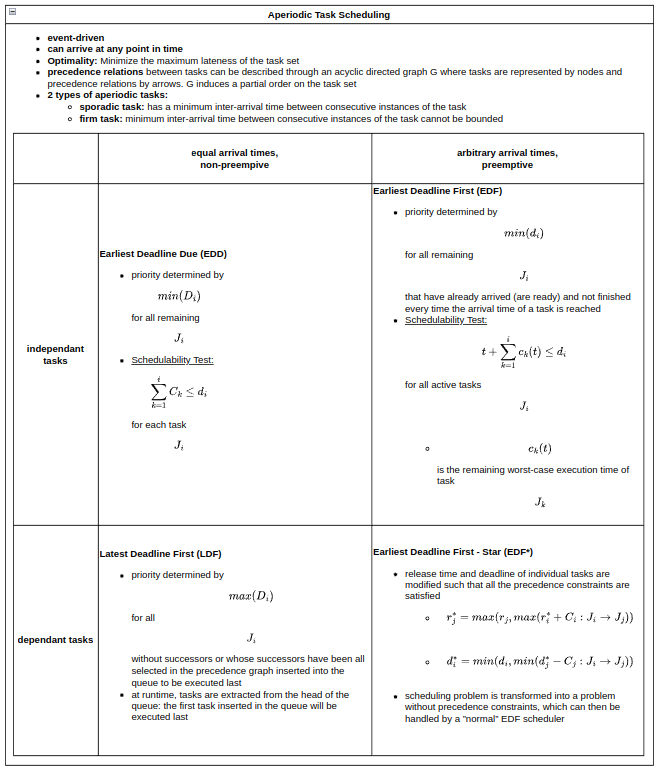 Aperiodic Task Scheduling
• event-driven
• can arrive at any point in time
• Optimality: Minimize the maximum lateness of the task set
• precedence relations between tasks can be described through an acyclic directed graph G where tasks are represented by nodes and
precedence relations by arrows. G induces a partial order on the task set
• 2 types of aperiodic tasks:
◦ sporadic task: has a minimum inter-arrival time between consecutive instances of the task
◦ firm task: minimum inter-arrival time between consecutive instances of the task cannot be bounded
equal arrival times,
non-preempive
arbitrary arrival times,
preemptive
independant
tasks
Earliest Deadline Due (EDD)
• priority determined by
min(D_i)
for all remaining
J_i
• Schedulability Test:
\sum_{k=1}^{i} C_k ≤ d_i
for each task
J_i
Earliest Deadline First (EDF)
• priority determined by
min(d_i)
for all remaining
J_i
that have already arrived (are ready) and not finished
every time the arrival time of a task is reached
• Schedulability Test:
t + \sum_{k=1}^{i} c_k(t) ≤ d_i
for all active tasks
J_i
◦ c_k(t)
is the remaining worst-case execution time of
task
J_k
dependant tasks
Latest Deadline First (LDF)
• priority determined by
max(D_i)
for all
J_i
without successors or whose successors have been all
selected in the precedence graph inserted into the
queue to be executed last
• at runtime, tasks are extracted from the head of the
queue: the first task inserted in the queue will be
executed last
Earliest Deadline First - Star (EDF*)
• release time and deadline of individual tasks are
modified such that all the precedence constraints are
satisfied
◦ r_j^* = max(r_j, max(r_i^* + C_i : J_i → J_j))
◦ d_i^* = min(d_i, min(d_j^* − C_j : J_i → J_j))
• scheduling problem is transformed into a problem
without precedence constraints, which can then be
handled by a "normal" EDF scheduler